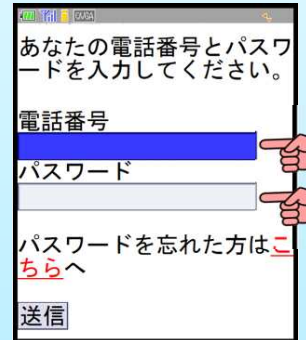 あなたの電話番号とパスワ
ードを入力してください。
電話番号
パスワード
パスワードを忘れた方はこ
ちらへ
送信